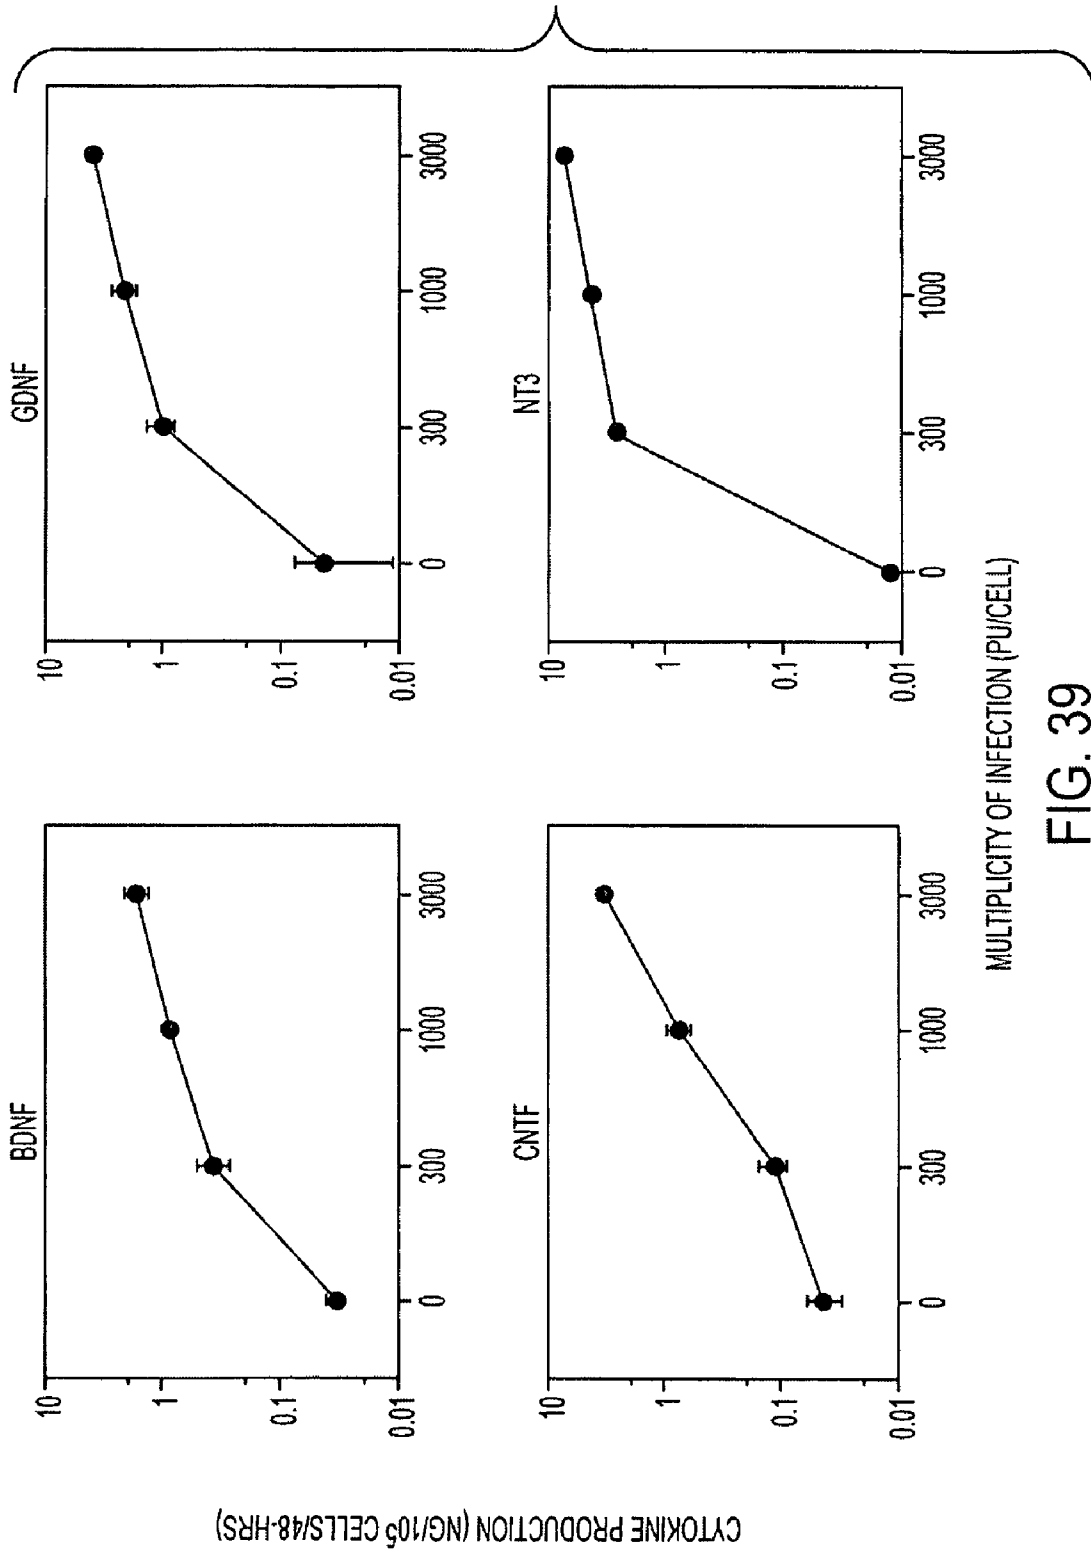 CYTOKINE PRODUCTION (NG/10⁵ CELLS/48-HRS)
BDNF
10
1
0.1
0.01
0 300 1000 3000
GDNF
10
1
0.1
0.01
0 300 1000 3000
CNTF
10
1
0.1
0.01
0 300 1000 3000
NT3
10
1
0.1
0.01
0 300 1000 3000
MULTIPLICITY OF INFECTION (PU/CELL)
FIG. 39